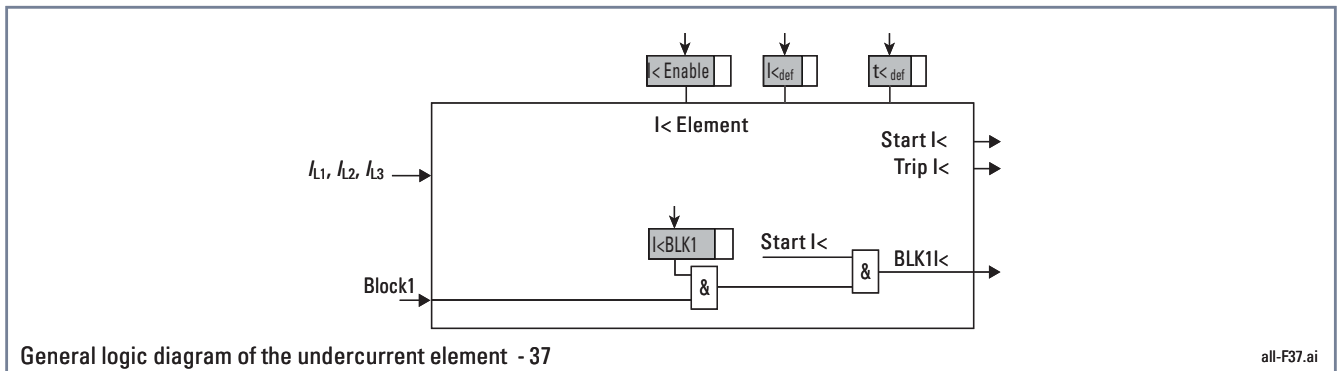 I< Enable
I<def
t< def
I< Element
Start I<
Trip I<
IL1, IL2, IL3
I<BLK1
Start I<
BLK1I<
&
&
Block1
General logic diagram of the undercurrent element - 37
all-F37.ai